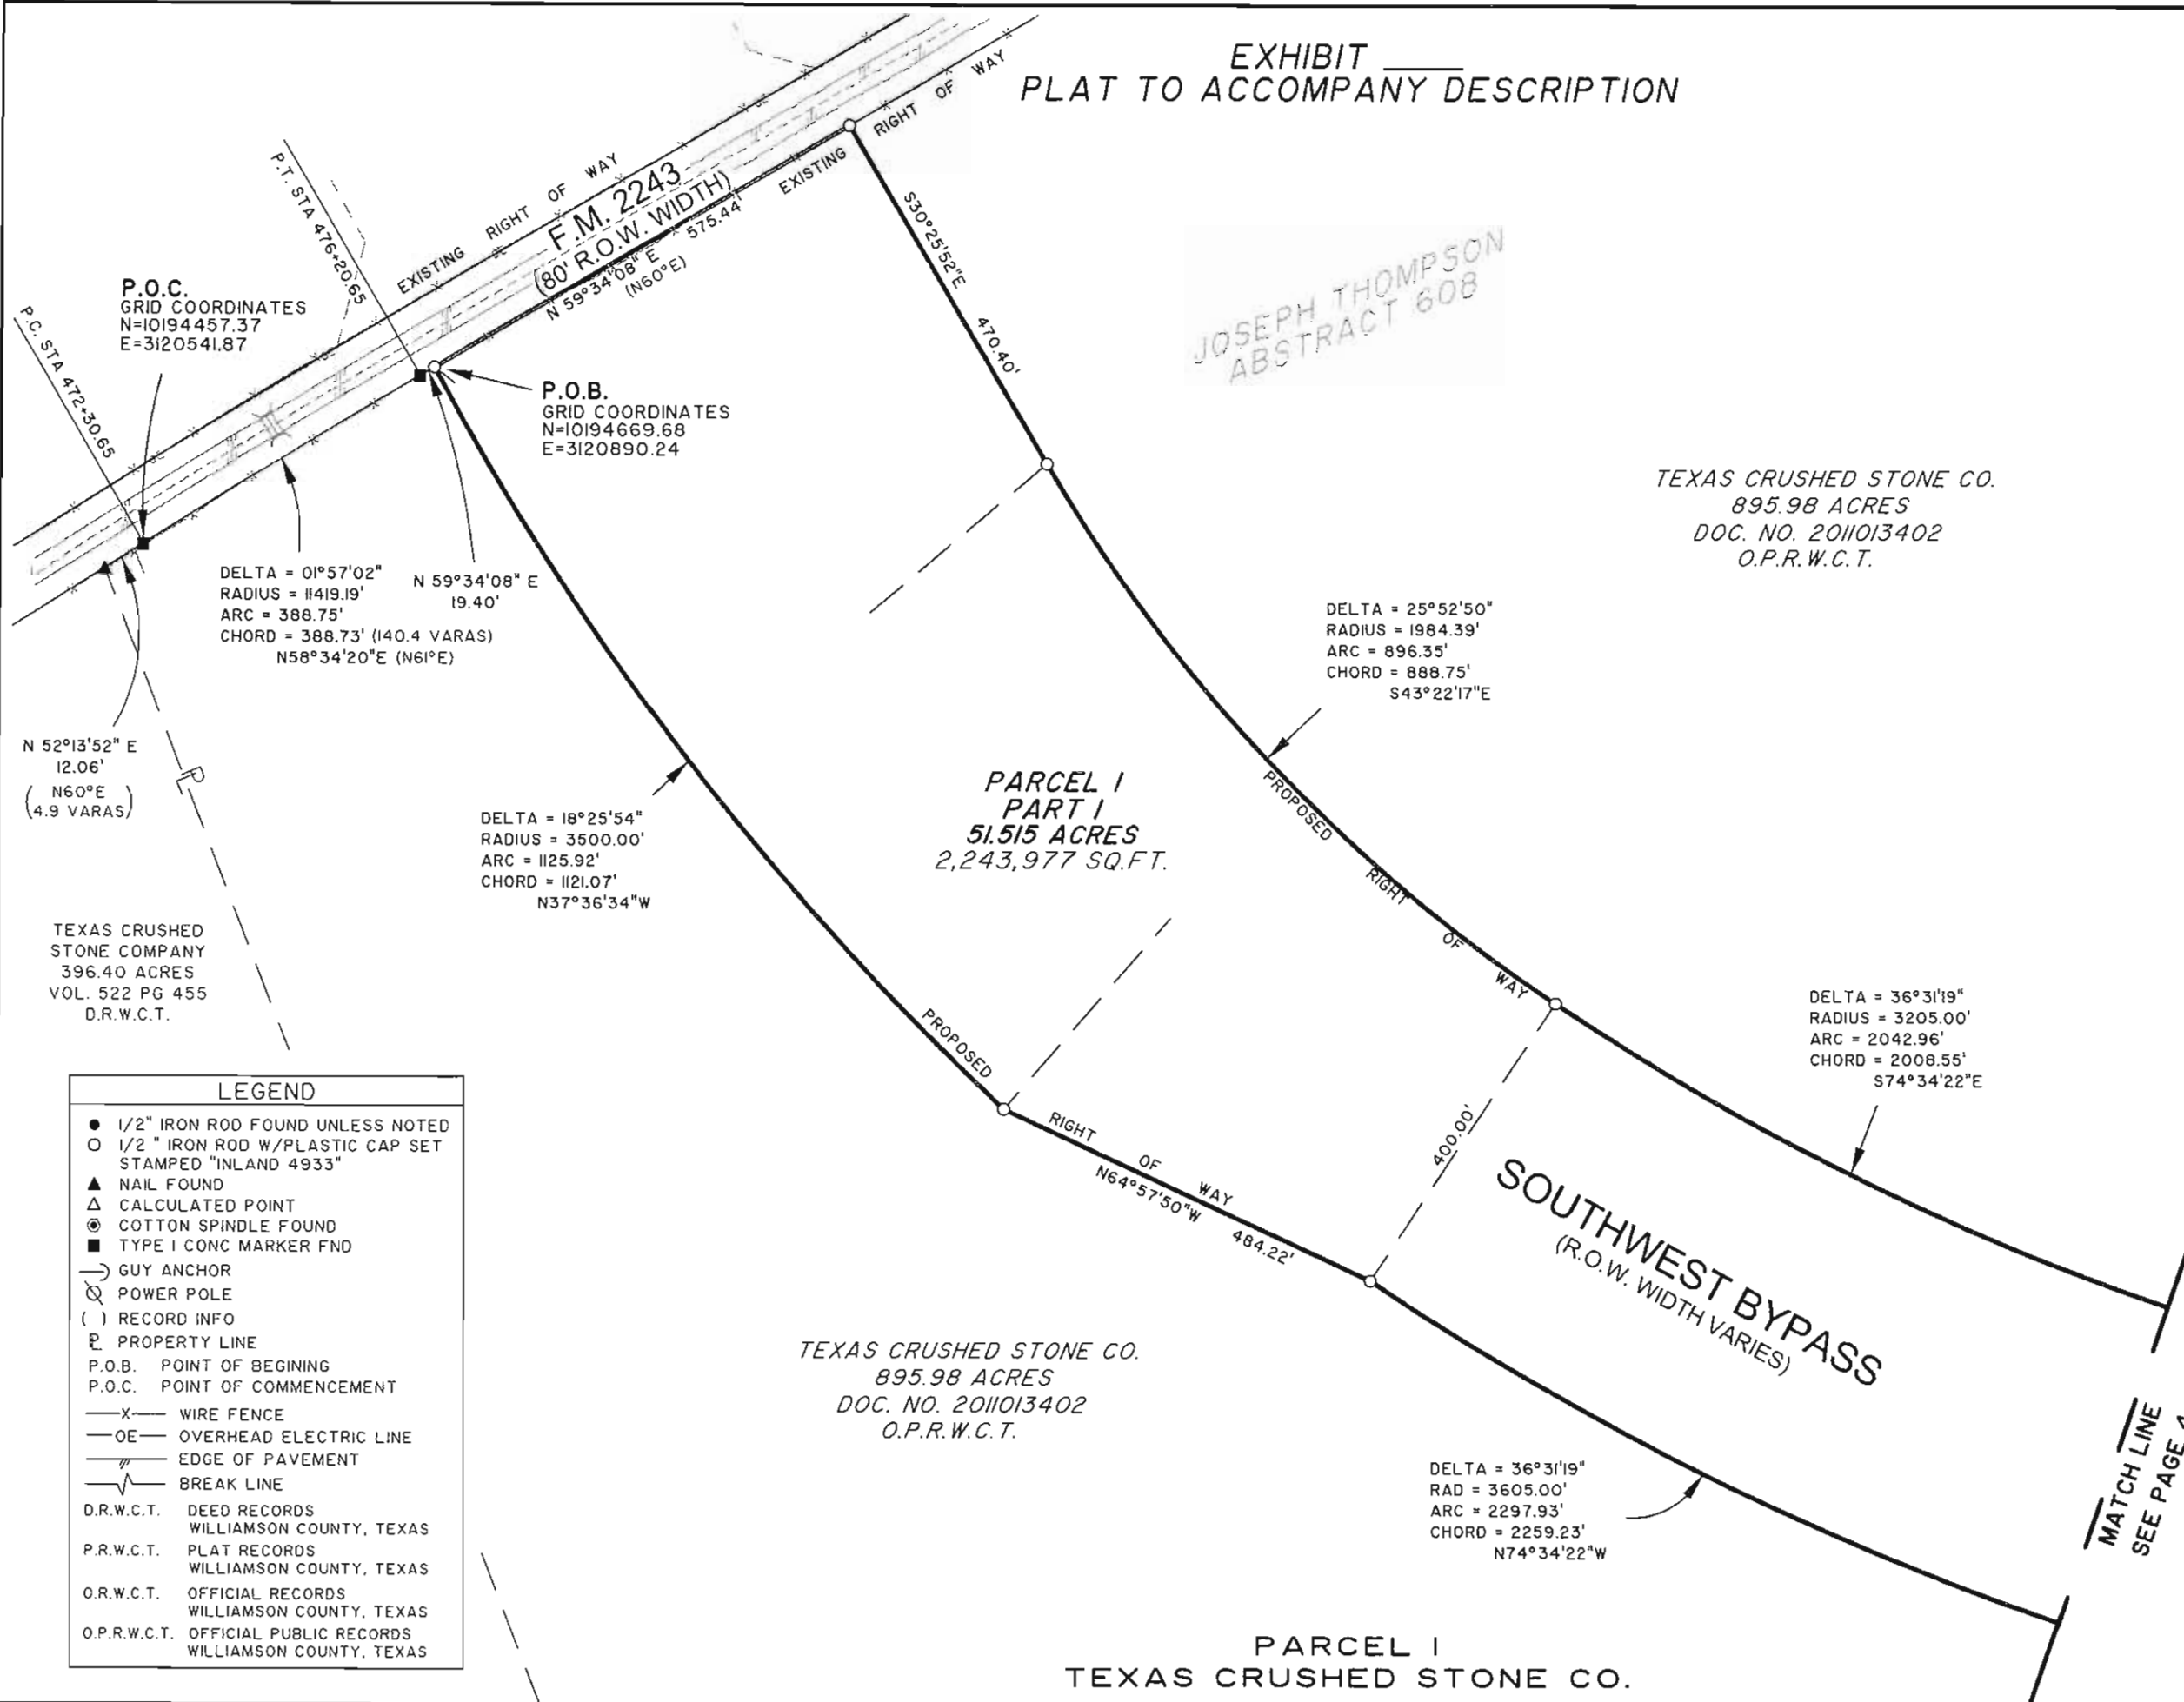 EXHIBIT ____
PLAT TO ACCOMPANY DESCRIPTION
EXISTING RIGHT OF WAY
F.M. 2243
(80' R.O.W. WIDTH)
N 59°34'08" E 575.44'
(N60°E)
EXISTING RIGHT OF WAY
P.T. STA 476+20.65
P.C. STA 472+30.65
P.O.C.
GRID COORDINATES
N=10194457.37
E=3120541.87
P.O.B.
GRID COORDINATES
N=10194669.68
E=3120890.24
S30°25'52"E 470.40'
JOSEPH THOMPSON
ABSTRACT 608
TEXAS CRUSHED STONE CO.
895.98 ACRES
DOC. NO. 2011013402
O.P.R.W.C.T.
DELTA = 01°57'02"
RADIUS = 11419.19'
ARC = 388.75'
CHORD = 388.73' (140.4 VARAS)
N58°34'20"E (N61°E)
N 59°34'08" E
19.40'
N 52°13'52" E
12.06'
( N60°E )
(4.9 VARAS)
DELTA = 25°52'50"
RADIUS = 1984.39'
ARC = 896.35'
CHORD = 888.75'
S43°22'17"E
PROPOSED RIGHT OF WAY
DELTA = 18°25'54"
RADIUS = 3500.00'
ARC = 1125.92'
CHORD = 1121.07'
N37°36'34"W
PARCEL 1
PART 1
51.515 ACRES
2,243,977 SQ.FT.
TEXAS CRUSHED
STONE COMPANY
396.40 ACRES
VOL. 522 PG 455
D.R.W.C.T.
PROPOSED RIGHT OF WAY
N64°57'50"W 484.22'
400.00'
DELTA = 36°31'19"
RADIUS = 3205.00'
ARC = 2042.96'
CHORD = 2008.55'
S74°34'22"E
SOUTHWEST BYPASS
(R.O.W. WIDTH VARIES)
MATCH LINE
SEE PAGE 4
TEXAS CRUSHED STONE CO.
895.98 ACRES
DOC. NO. 2011013402
O.P.R.W.C.T.
DELTA = 36°31'19"
RAD = 3605.00'
ARC = 2297.93'
CHORD = 2259.23'
N74°34'22"W
LEGEND
1/2" IRON ROD FOUND UNLESS NOTED
1/2 " IRON ROD W/PLASTIC CAP SET
STAMPED "INLAND 4933"
NAIL FOUND
CALCULATED POINT
COTTON SPINDLE FOUND
TYPE I CONC MARKER FND
GUY ANCHOR
POWER POLE
( ) RECORD INFO
PROPERTY LINE
P.O.B. POINT OF BEGINING
P.O.C. POINT OF COMMENCEMENT
X WIRE FENCE
OE OVERHEAD ELECTRIC LINE
EDGE OF PAVEMENT
BREAK LINE
D.R.W.C.T. DEED RECORDS
WILLIAMSON COUNTY, TEXAS
P.R.W.C.T. PLAT RECORDS
WILLIAMSON COUNTY, TEXAS
O.R.W.C.T. OFFICIAL RECORDS
WILLIAMSON COUNTY, TEXAS
O.P.R.W.C.T. OFFICIAL PUBLIC RECORDS
WILLIAMSON COUNTY, TEXAS
PARCEL 1
TEXAS CRUSHED STONE CO.